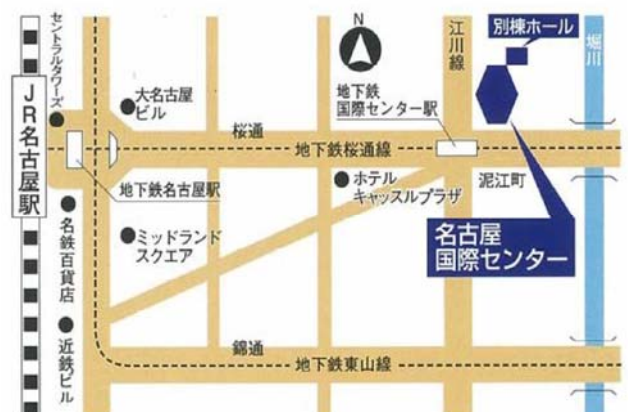 セントラルタワーズ
JR名古屋駅
大名古屋
ビル
桜通
地下鉄桜通線
地下鉄名古屋駅
名鉄百貨店
ミッドランド
スクエア
近鉄ビル
N
地下鉄
国際センター駅
江川線
別棟ホール
堀川
ホテル
キャッスルプラザ
泥江町
名古屋
国際センター
錦通
地下鉄東山線